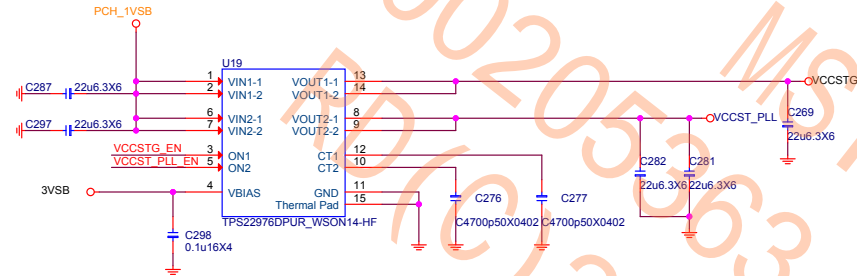 PCH_1VSB
U19
C287
22u6.3X6
1
2
VIN1-1
VIN1-2
VOUT1-1
VOUT1-2
13
14
VCCSTG
C297
22u6.3X6
6
7
VIN2-1
VIN2-2
VOUT2-1
VOUT2-2
8
9
VCCST_PLL
C269
22u6.3X6
VCCSTG_EN
VCCST_PLL_EN
3
5
ON1
ON2
CT1
CT2
12
10
C282
22u6.3X6
C281
22u6.3X6
3VSB
4
VBIAS
GND
Thermal Pad
11
15
C276
C4700p50X0402
C277
C4700p50X0402
TPS22976DPUR_WSON14-HF
C298
0.1u16X4